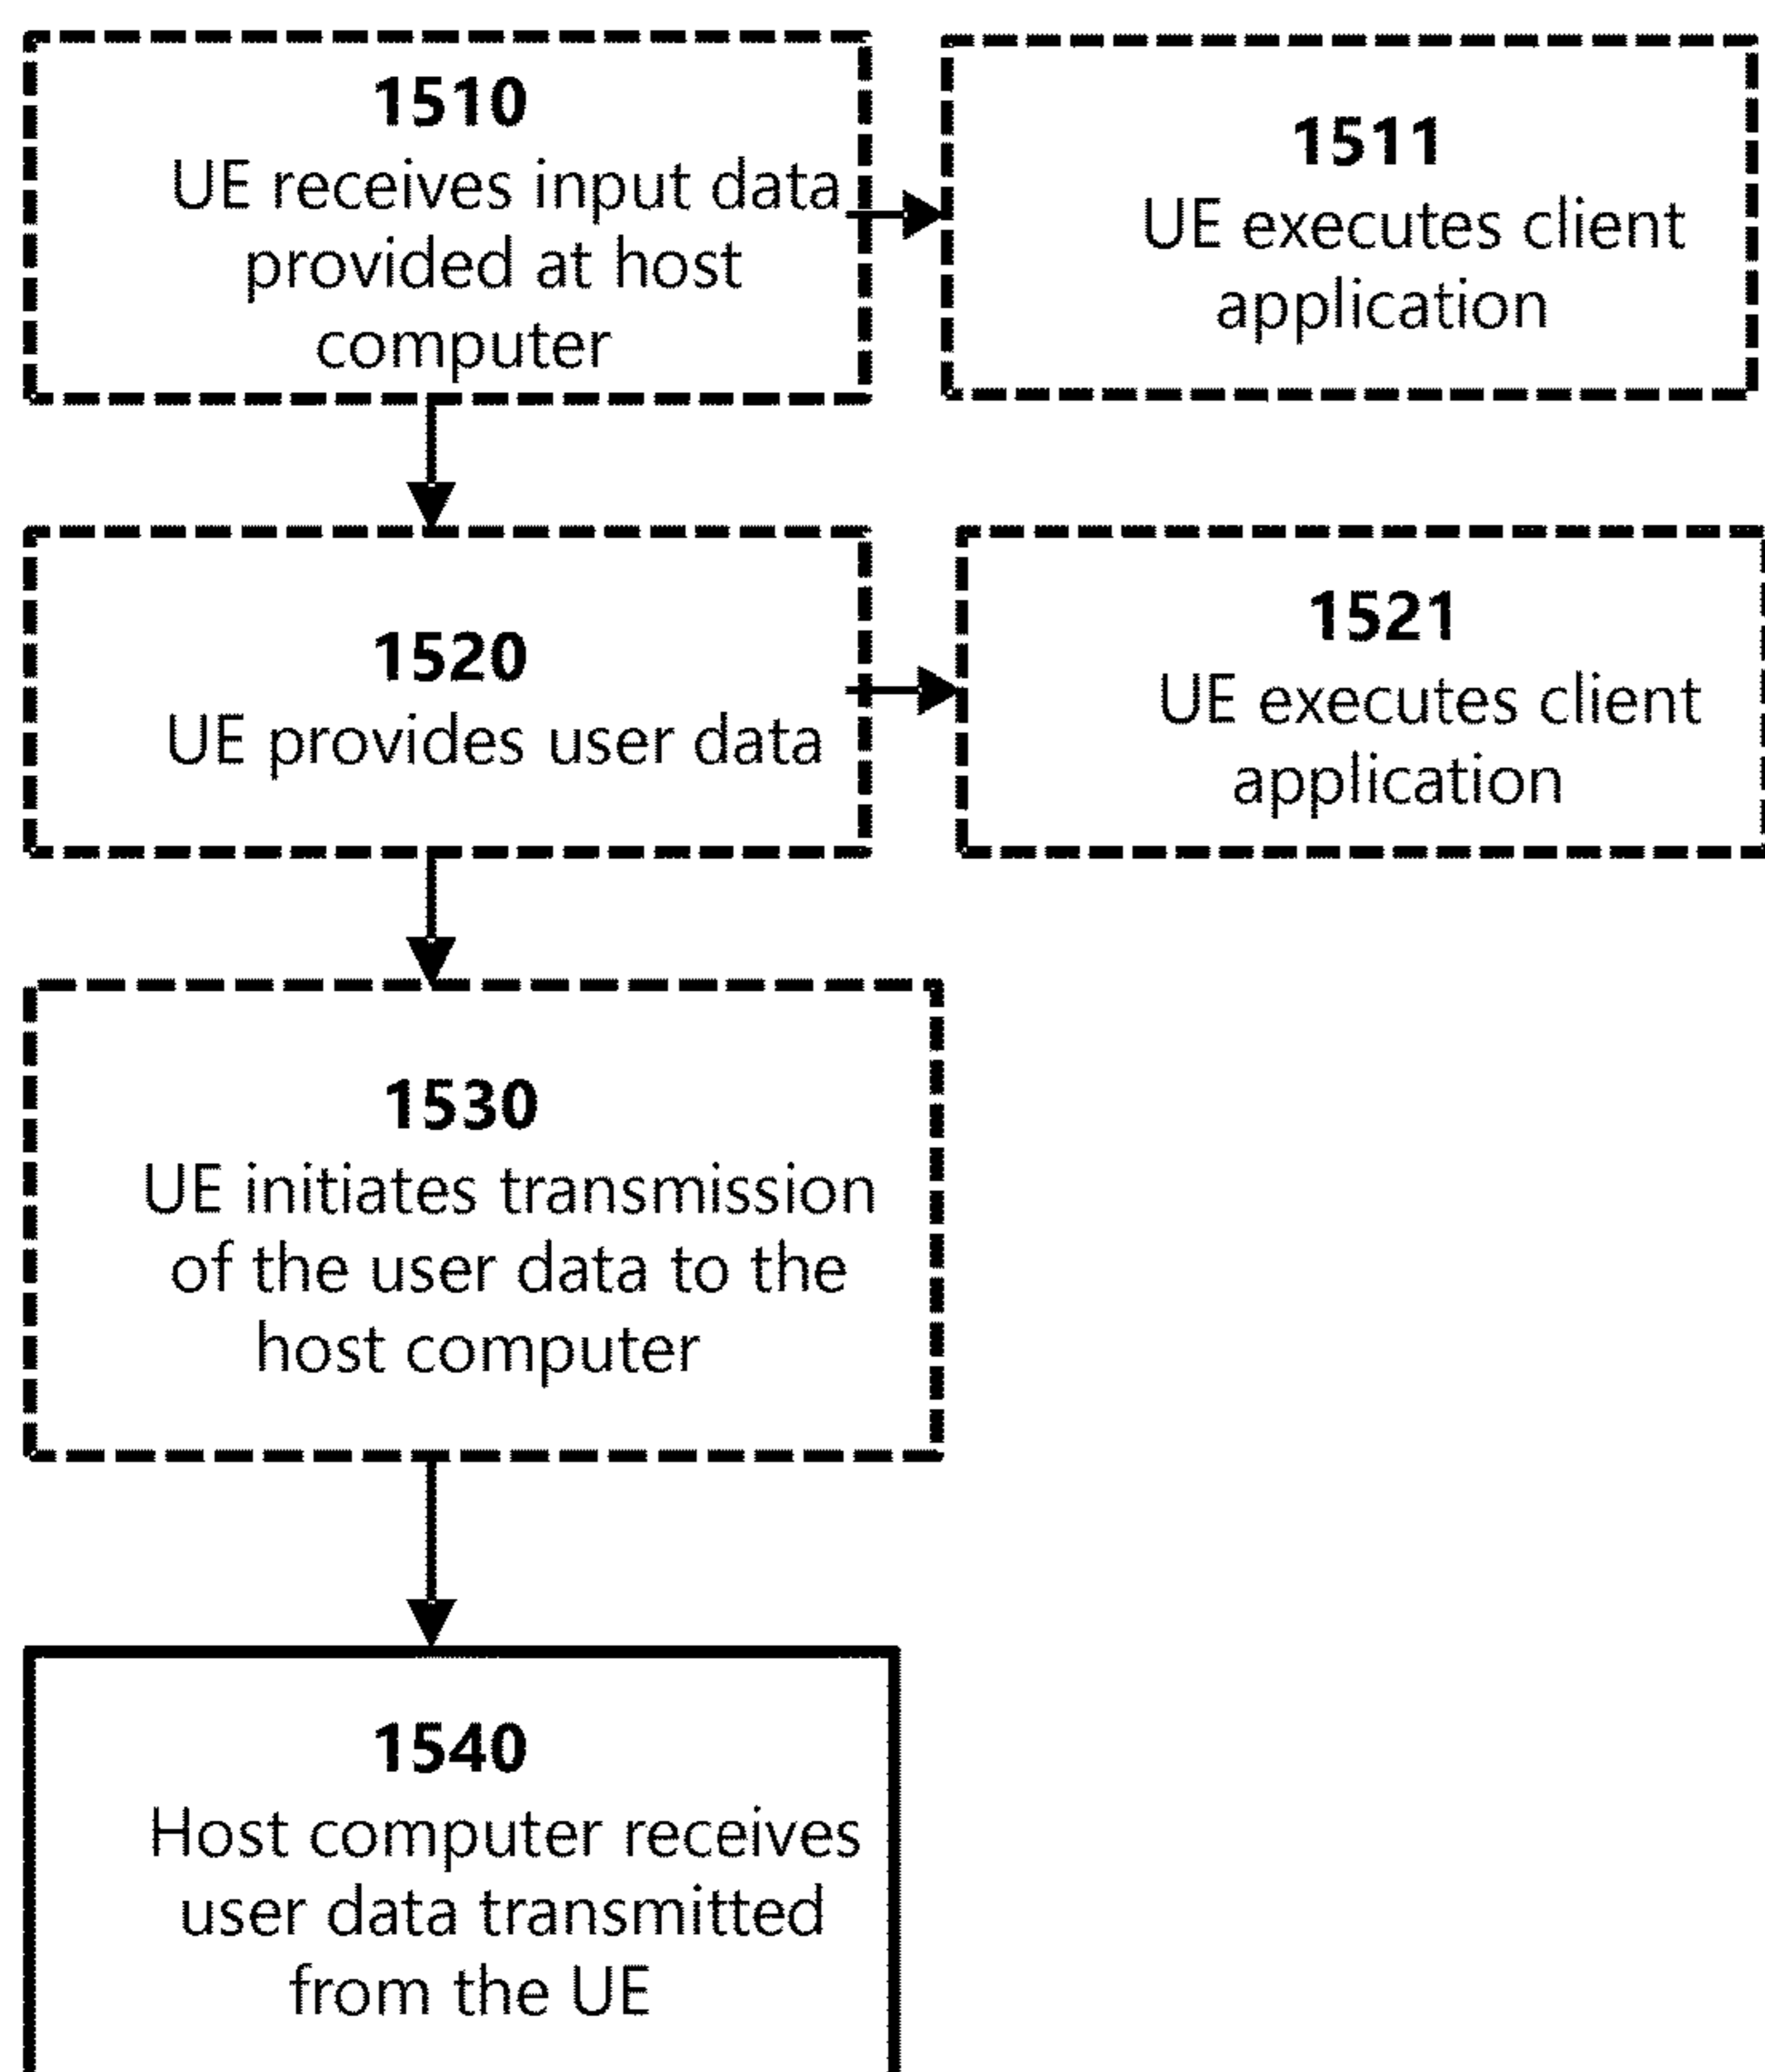 1510
UE receives input data
provided at host
computer
1511
UE executes client
application
1520
UE provides user data
1521
UE executes client
application
1530
UE initiates transmission
of the user data to the
host computer
1540
Host computer receives
user data transmitted
from the UE